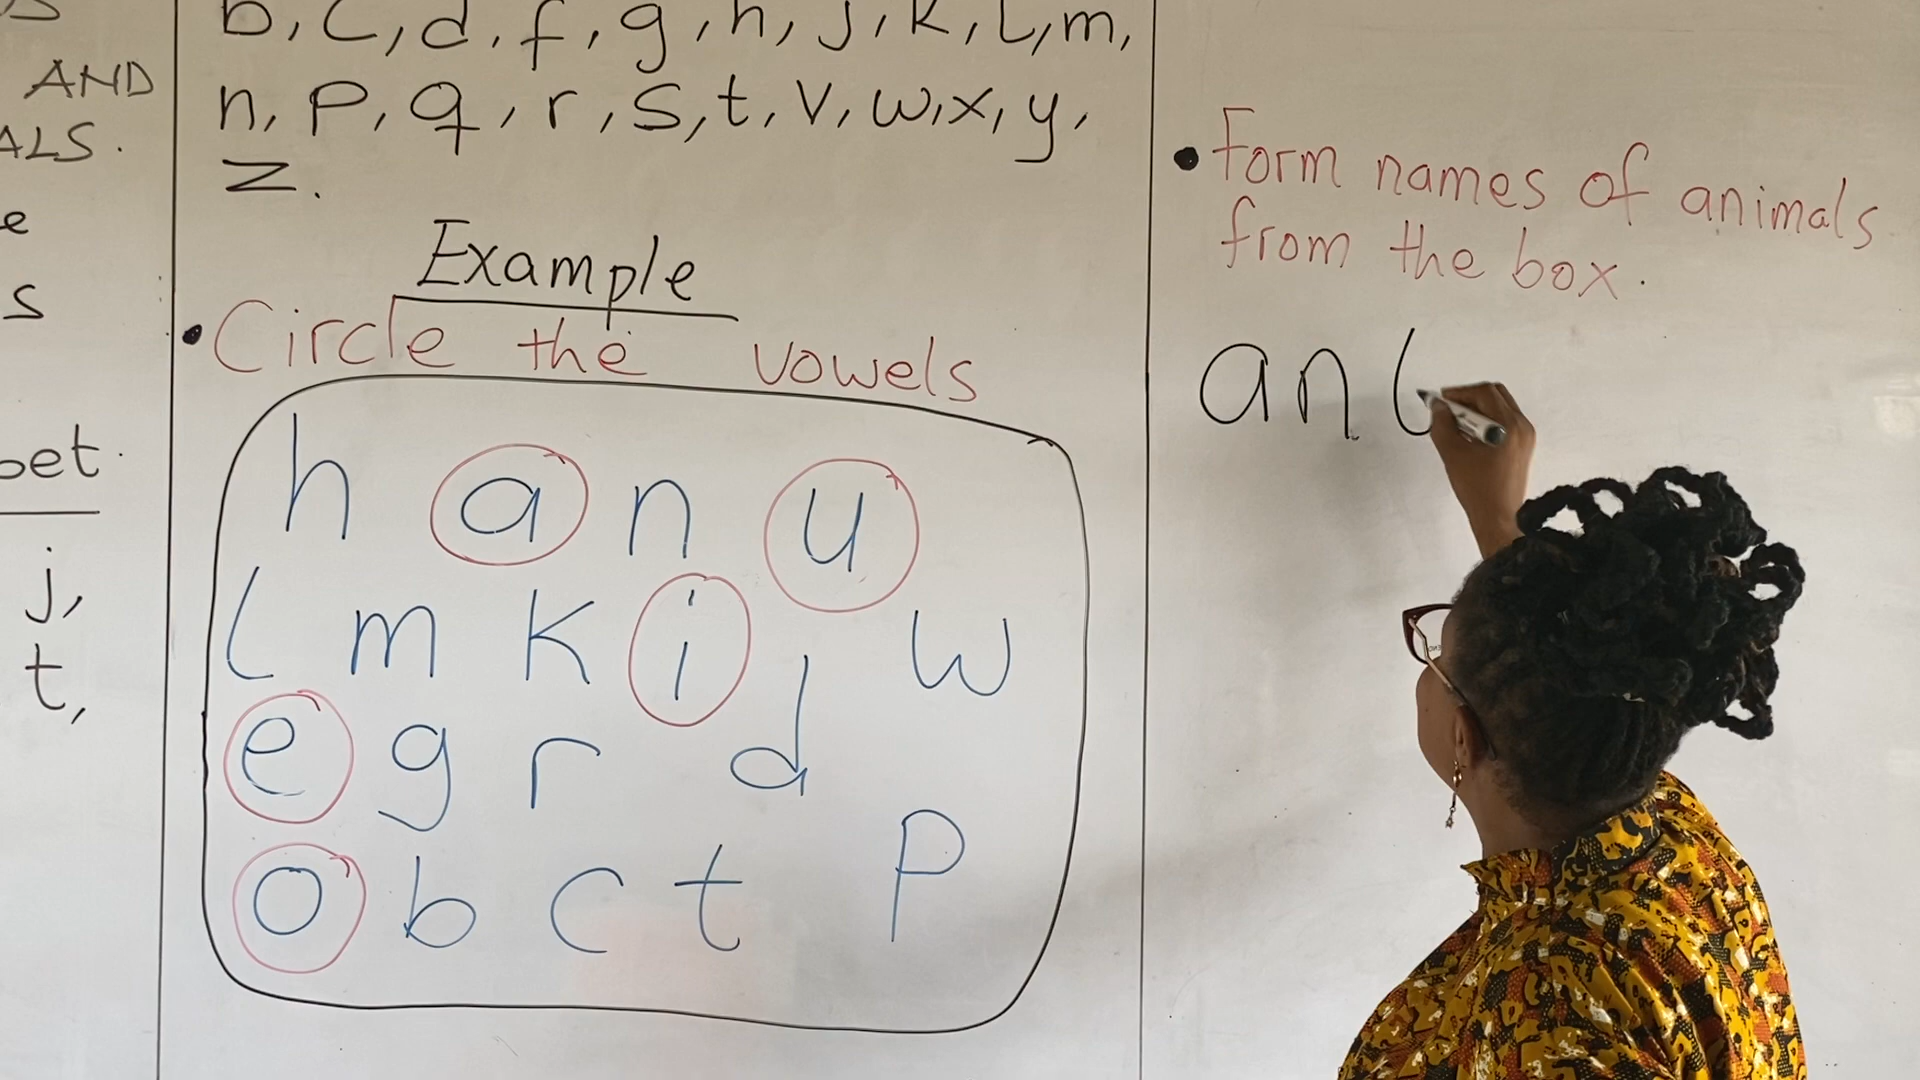 AND
ALS.
e
s
bet.
j,
t,
b, c, d, f, g, h, j, k, l, m,
n, p, q, r, s, t, v, w, x, y,
z.
Example
• Circle the vowels
h a n u
l m k i w
e g r d
o b c t p
• Form names of animals
from the box.
an